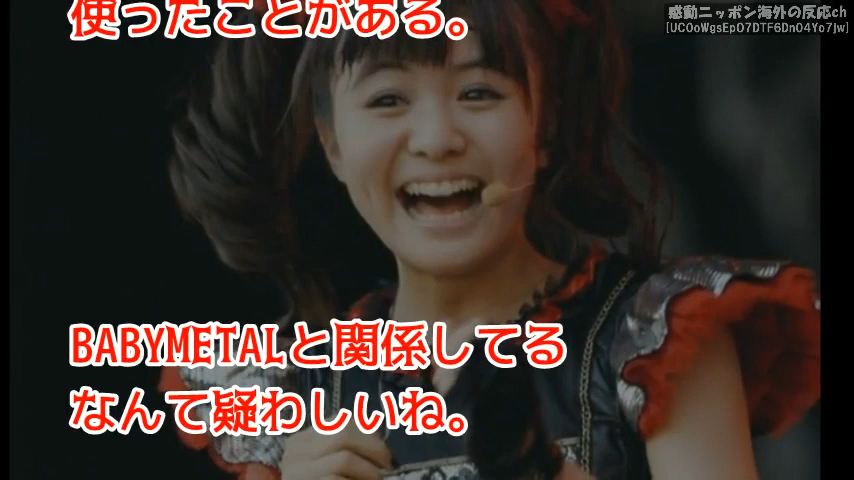 感動ニッポン海外の反応ch
[UCOoWgsEpO7DTF6Dn04Yo7jw]
使ったことがある。
BABYMETALと関係してる
なんて疑わしいね。